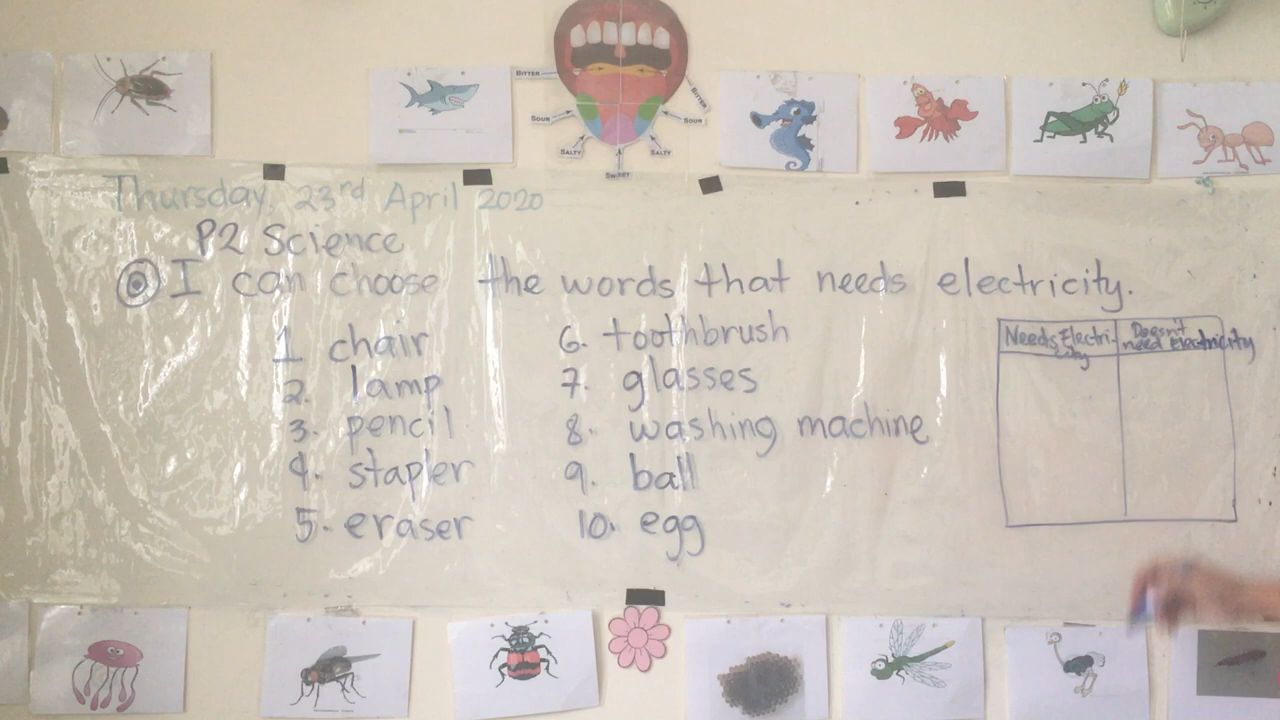 BITTER
BITTER
SOUR
SOUR
SALTY
SALTY
SWEET
Thursday, 23rd April 2020
P2 Science
I can choose the words that needs electricity.
1 chair
2. lamp
3. pencil
4. stapler
5. eraser
6. toothbrush
7. glasses
8. washing machine
9. ball
10. egg
Needs Electri-
city
Doesn't
need Electricity